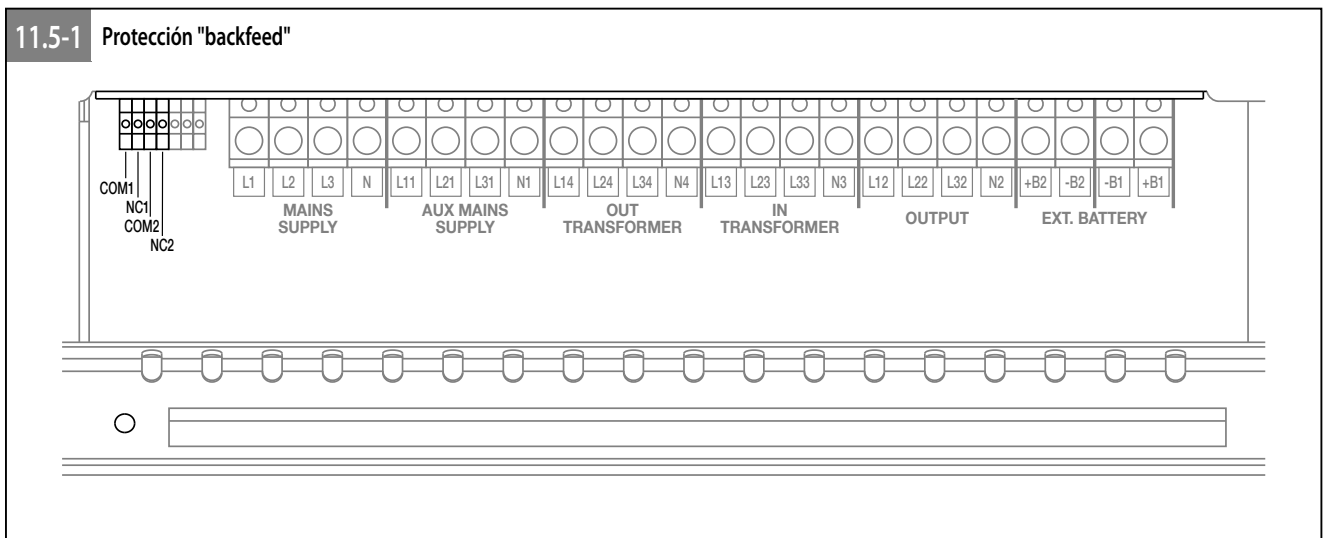 11.5-1 Protección "backfeed"
COM1
NC1
COM2
NC2
L1 L2 L3 N L11 L21 L31 N1 L14 L24 L34 N4 L13 L23 L33 N3 L12 L22 L32 N2 +B2 -B2 -B1 +B1
MAINS SUPPLY
AUX MAINS SUPPLY
OUT TRANSFORMER
IN TRANSFORMER
OUTPUT
EXT. BATTERY